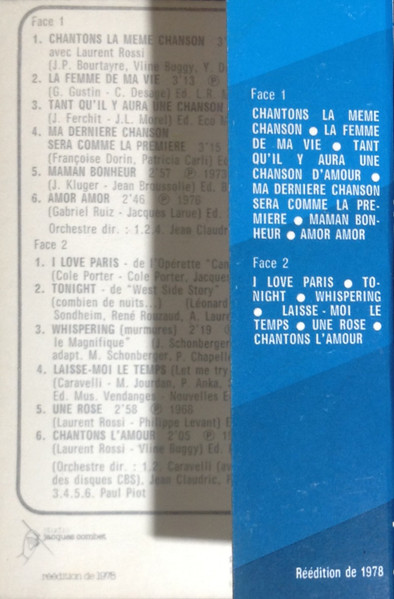 Face 1
1. CHANTONS LA MEME CHANSON
avec Laurent Rossi
(J.P. Bourtayre, Vline Buggy, Y. D
2. LA FEMME DE MA VIE 3'13 Ⓟ
(G. Gustin - C. Desage) Ed. L.R. M
3. TANT QU'IL Y AURA UNE CHANSON
(J. Ferchit - J.L. Morel) Ed. Eco M
4. MA DERNIERE CHANSON
SERA COMME LA PREMIERE 3'15
(Françoise Dorin, Patricia Carli) Ed
5. MAMAN BONHEUR 2'57 Ⓟ 1973
(J. Kluger - Jean Broussolle) Ed. B
6. AMOR AMOR 2'46 Ⓟ 1976
(Gabriel Ruiz - Jacques Larue) Ed.
Orchestre dir. : 1.2.4. Jean Claudric
Face 2
1. I LOVE PARIS - de l'Opérette "Can
(Cole Porter - Cole Porter, Jacques
2. TONIGHT - de "West Side Story"
(combien de nuits...) (Léonard
Sondheim, René Rouzaud, A. Laure
3. WHISPERING (murmures) 2'19 Ⓟ
le Magnifique" (J. Schonberger
adapt. M. Schonberger, P. Chapelle
4. LAISSE-MOI LE TEMPS (Let me try
(Caravelli - M. Jourdan, P. Anka, S
Ed. Mus. Vendanges - Nouvelles E
5. UNE ROSE 2'58 Ⓟ 1966
(Laurent Rossi - Philippe Levant) E
6. CHANTONS L'AMOUR 2'05 Ⓟ
(Laurent Rossi - Vline Buggy) Ed.
(Orchestre dir. : 1.2. Caravelli (av
des disques CBS), Jean Claudric, F
3.4.5.6. Paul Piot
studio
jacques combet
réédition de 1978
Face 1
CHANTONS LA MEME
CHANSON ● LA FEMME
DE MA VIE ● TANT
QU'IL Y AURA UNE
CHANSON D'AMOUR ●
MA DERNIERE CHANSON
SERA COMME LA PRE-
MIERE ● MAMAN BON-
HEUR ● AMOR AMOR
Face 2
I LOVE PARIS ● TO-
NIGHT ● WHISPERING
● LAISSE-MOI LE
TEMPS ● UNE ROSE ●
CHANTONS L'AMOUR
Réédition de 1978